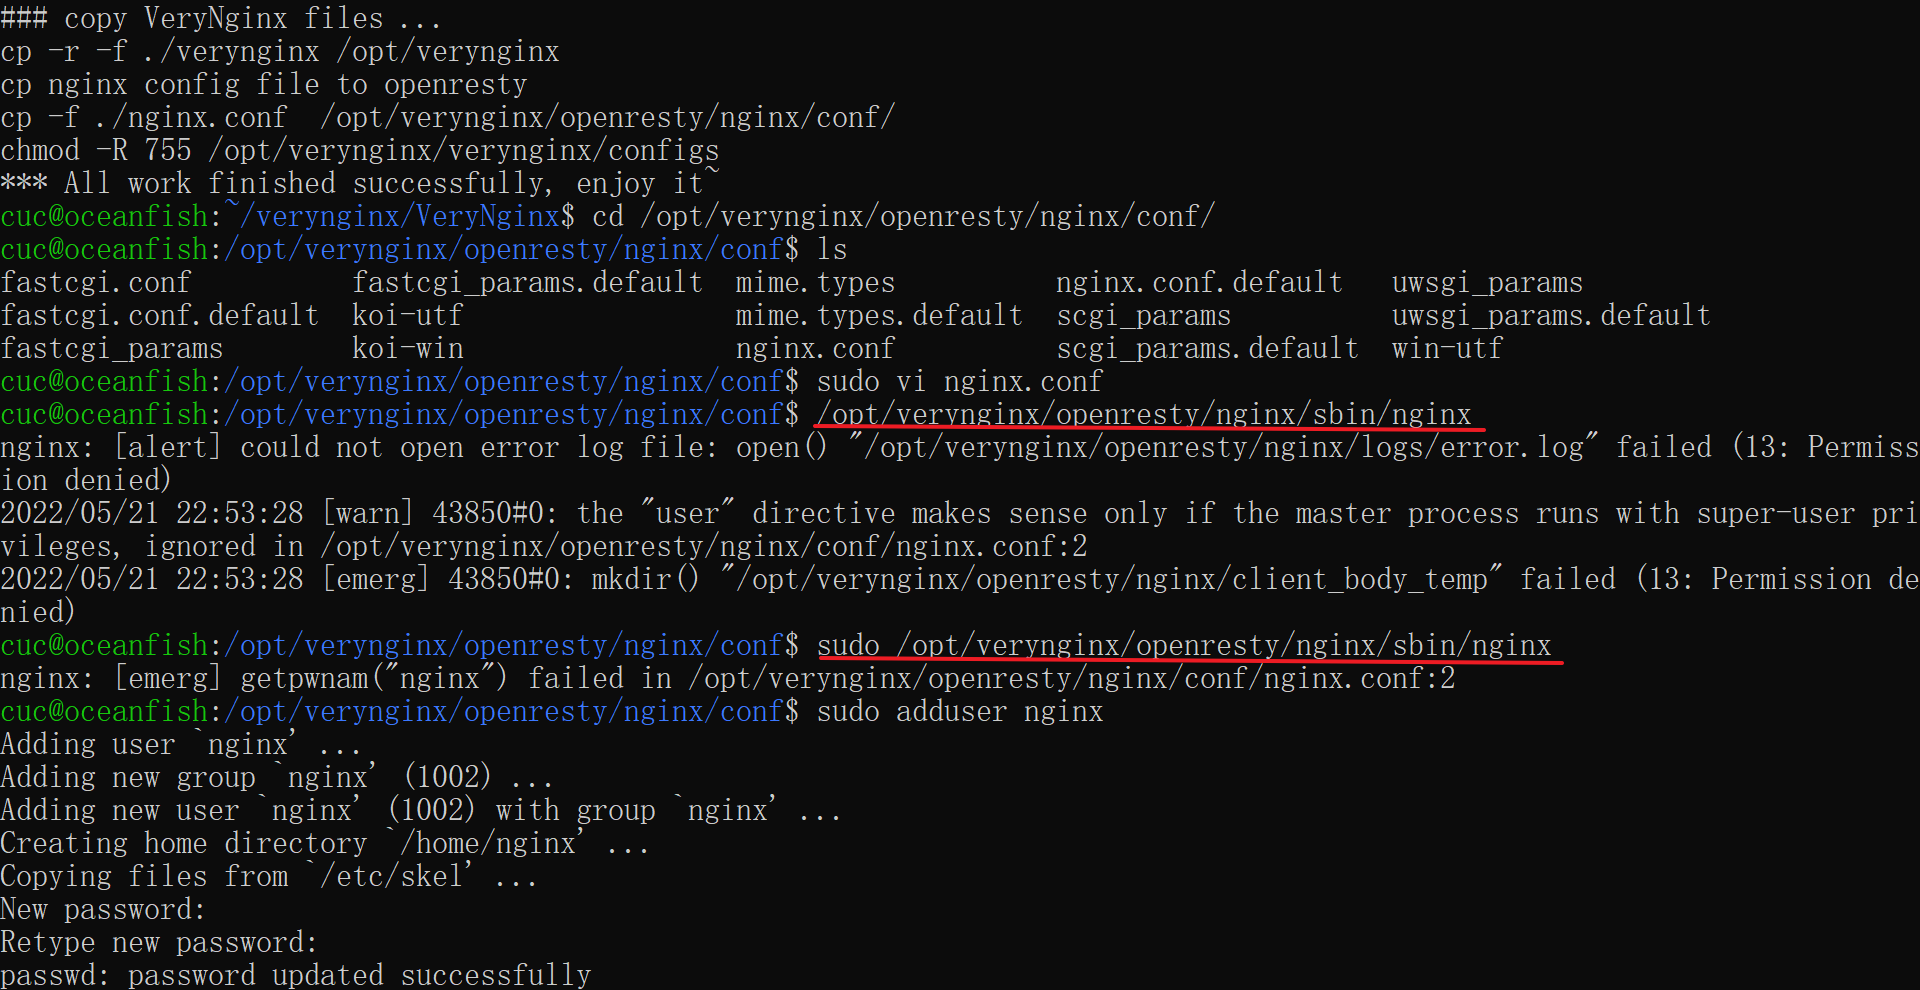 ### copy VeryNginx files ...
cp -r -f ./verynginx /opt/verynginx
cp nginx config file to openresty
cp -f ./nginx.conf  /opt/verynginx/openresty/nginx/conf/
chmod -R 755 /opt/verynginx/verynginx/configs
*** All work finished successfully, enjoy it~
cuc@oceanfish:~/verynginx/VeryNginx$ cd /opt/verynginx/openresty/nginx/conf/
cuc@oceanfish:/opt/verynginx/openresty/nginx/conf$ ls
fastcgi.conf          fastcgi_params.default  mime.types          nginx.conf.default   uwsgi_params
fastcgi.conf.default  koi-utf                 mime.types.default  scgi_params          uwsgi_params.default
fastcgi_params        koi-win                 nginx.conf          scgi_params.default  win-utf
cuc@oceanfish:/opt/verynginx/openresty/nginx/conf$ sudo vi nginx.conf
cuc@oceanfish:/opt/verynginx/openresty/nginx/conf$ /opt/verynginx/openresty/nginx/sbin/nginx
nginx: [alert] could not open error log file: open() "/opt/verynginx/openresty/nginx/logs/error.log" failed (13: Permiss
ion denied)
2022/05/21 22:53:28 [warn] 43850#0: the "user" directive makes sense only if the master process runs with super-user pri
vileges, ignored in /opt/verynginx/openresty/nginx/conf/nginx.conf:2
2022/05/21 22:53:28 [emerg] 43850#0: mkdir() "/opt/verynginx/openresty/nginx/client_body_temp" failed (13: Permission de
nied)
cuc@oceanfish:/opt/verynginx/openresty/nginx/conf$ sudo /opt/verynginx/openresty/nginx/sbin/nginx
nginx: [emerg] getpwnam("nginx") failed in /opt/verynginx/openresty/nginx/conf/nginx.conf:2
cuc@oceanfish:/opt/verynginx/openresty/nginx/conf$ sudo adduser nginx
Adding user `nginx' ...
Adding new group `nginx' (1002) ...
Adding new user `nginx' (1002) with group `nginx' ...
Creating home directory `/home/nginx' ...
Copying files from `/etc/skel' ...
New password:
Retype new password:
passwd: password updated successfully